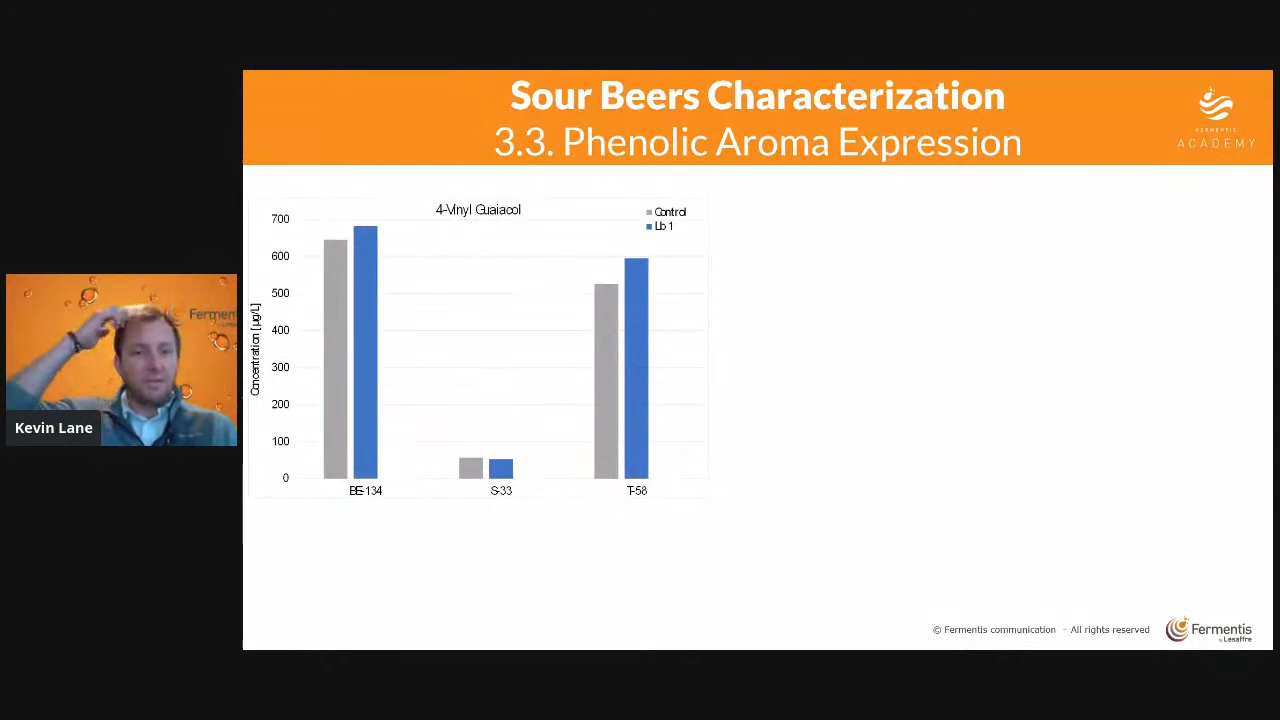 Sour Beers Characterization
3.3. Phenolic Aroma Expression
FERMENTIS
ACADEMY
4-Vinyl Guaiacol
Control
Lb 1
Concentration [µg/L]
700
600
500
400
300
200
100
0
BE-134
S-33
T-58
Fermentis
Kevin Lane
© Fermentis communication - All rights reserved
Fermentis
by Lesaffre